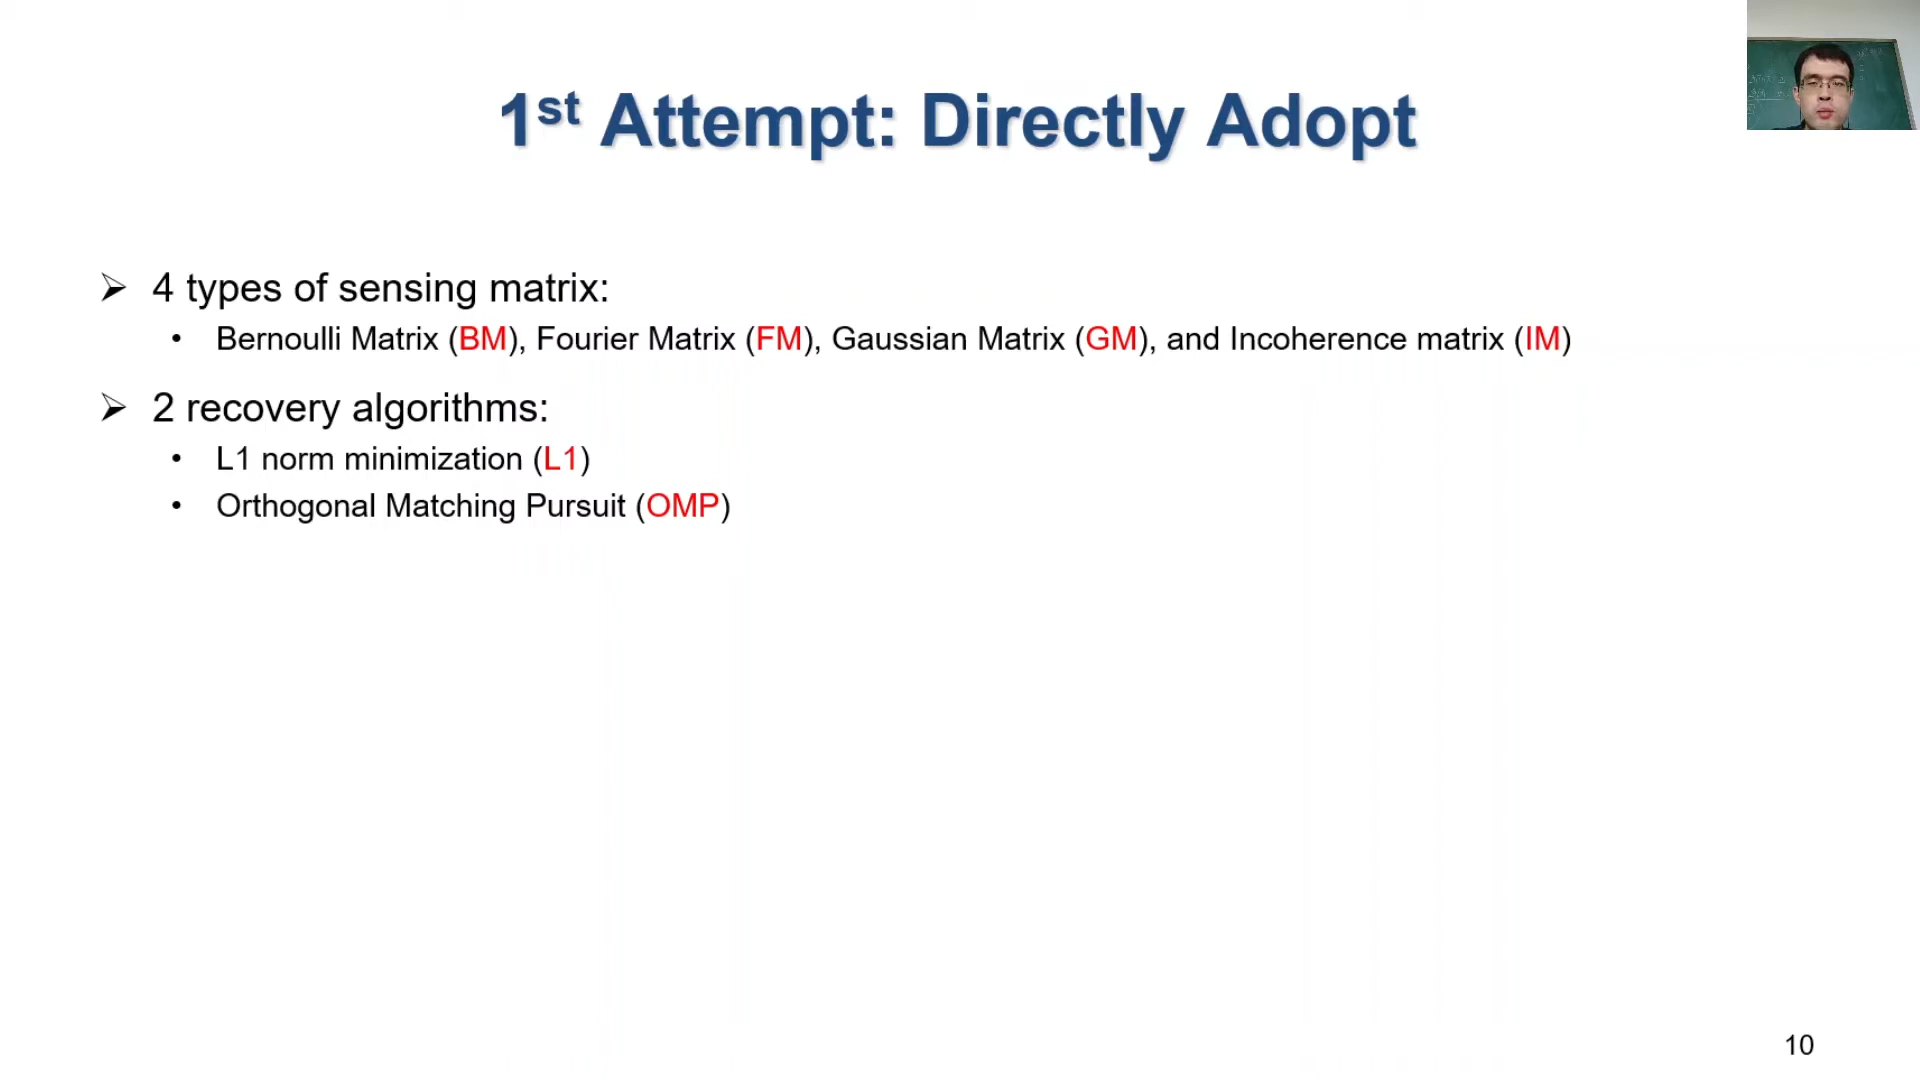 1st Attempt: Directly Adopt
➢ 4 types of sensing matrix:
• Bernoulli Matrix (BM), Fourier Matrix (FM), Gaussian Matrix (GM), and Incoherence matrix (IM)
➢ 2 recovery algorithms:
• L1 norm minimization (L1)
• Orthogonal Matching Pursuit (OMP)
10